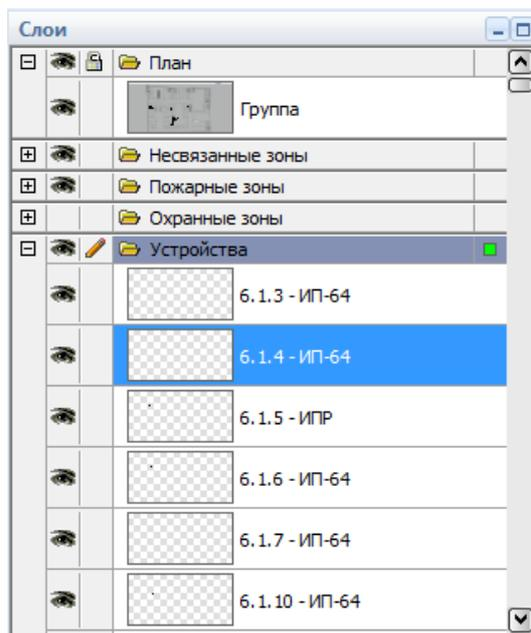 Слои
План
Группа
Несвязанные зоны
Пожарные зоны
Охранные зоны
Устройства
6.1.3 - ИП-64
6.1.4 - ИП-64
6.1.5 - ИПР
6.1.6 - ИП-64
6.1.7 - ИП-64
6.1.10 - ИП-64